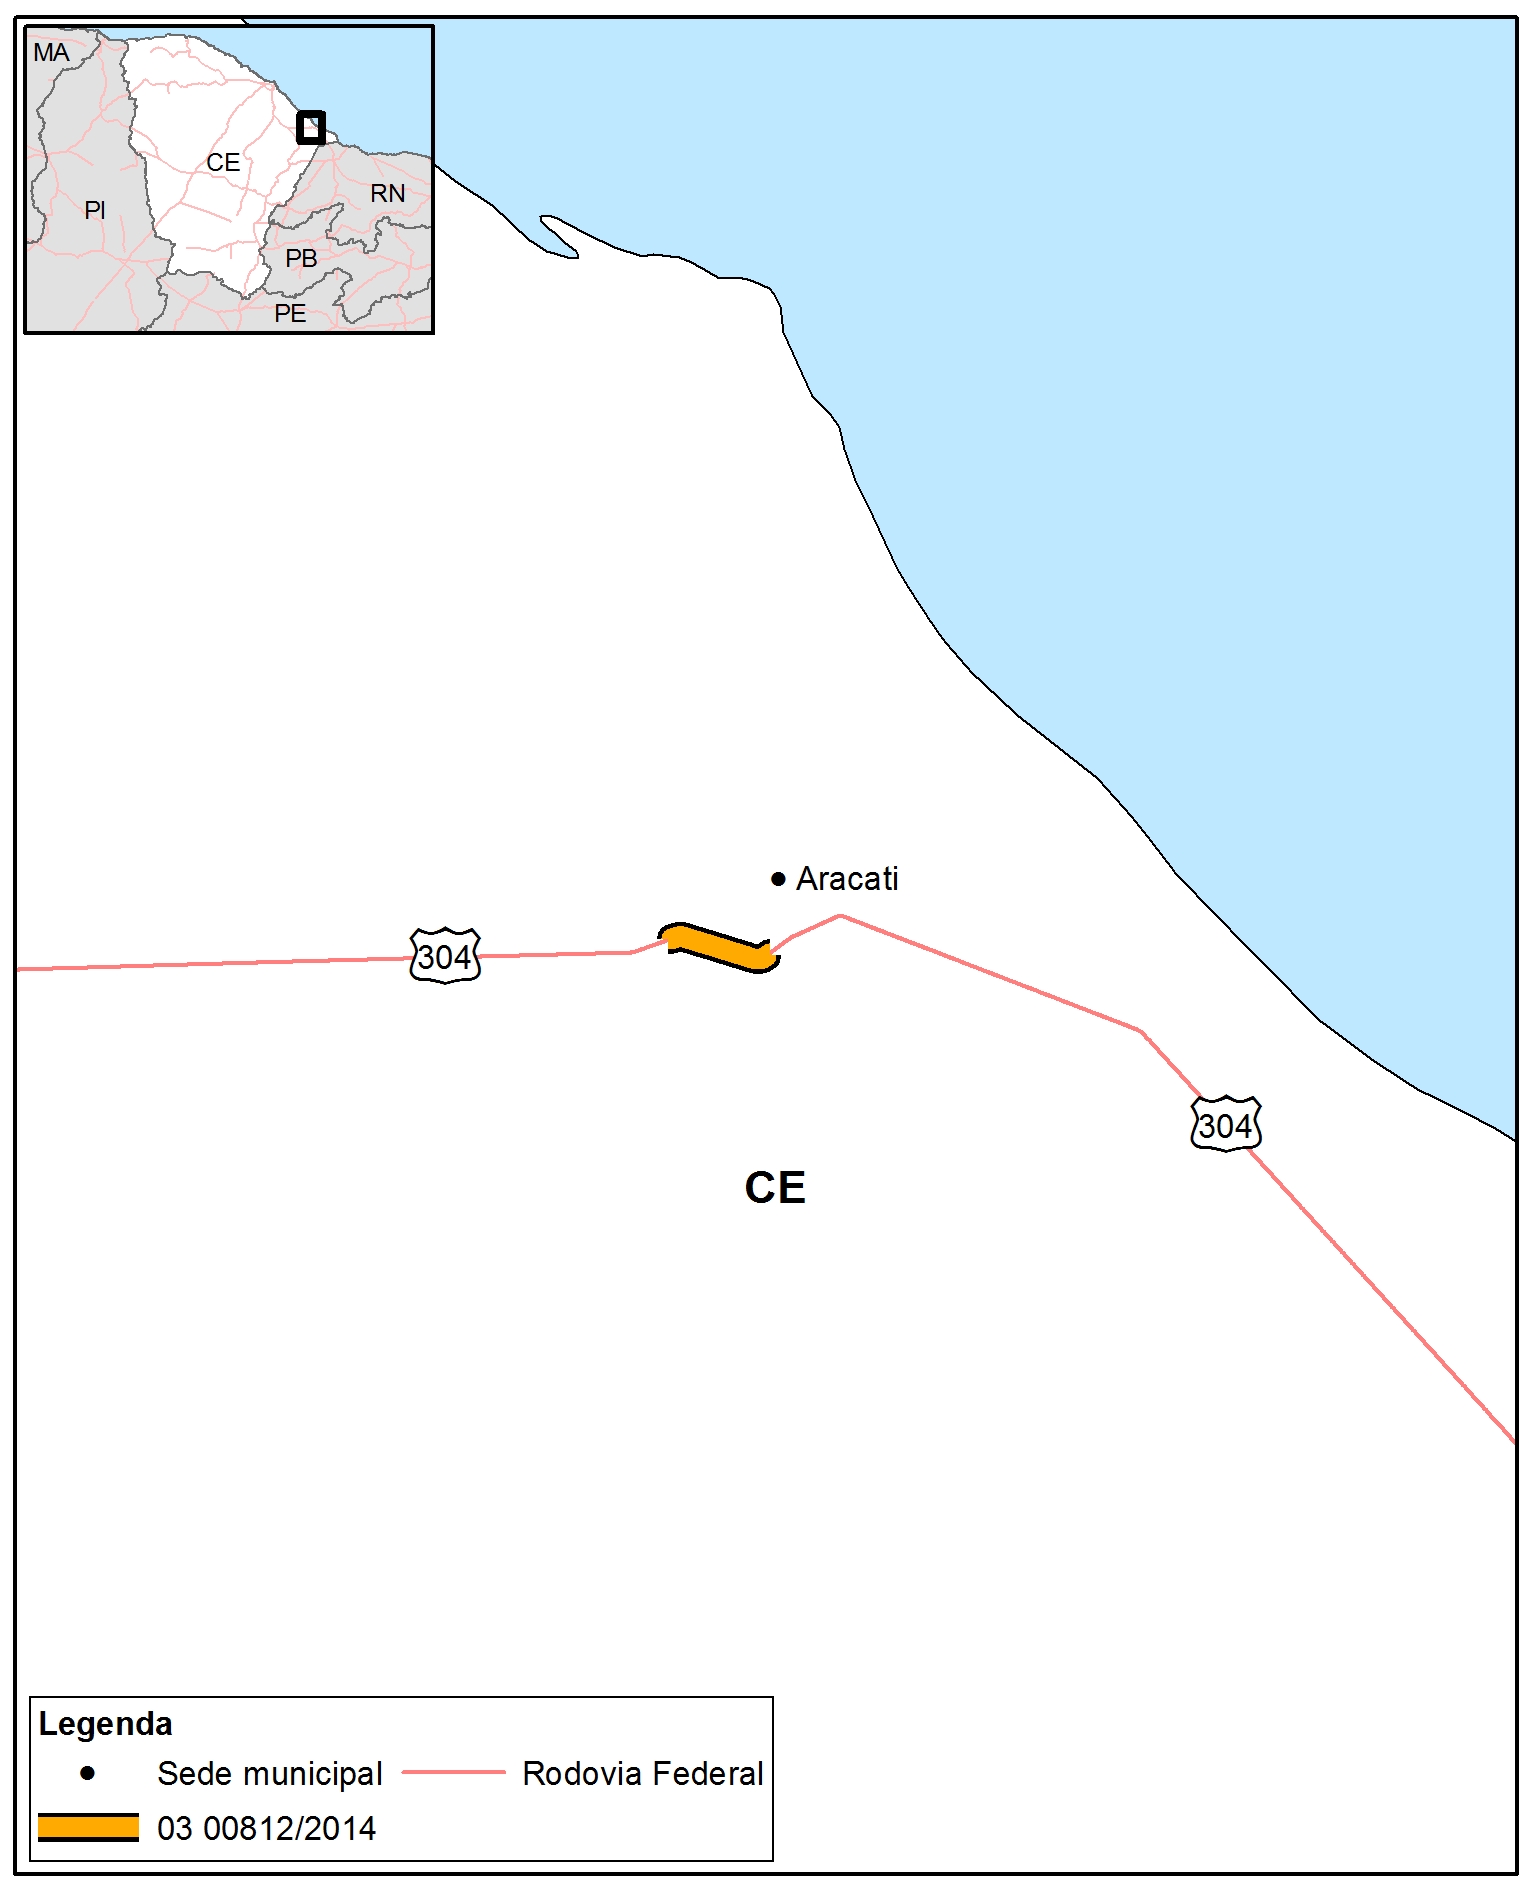 MA
CE
RN
PI
PB
PE
Aracati
304
304
CE
Legenda
Sede municipal
Rodovia Federal
03 00812/2014